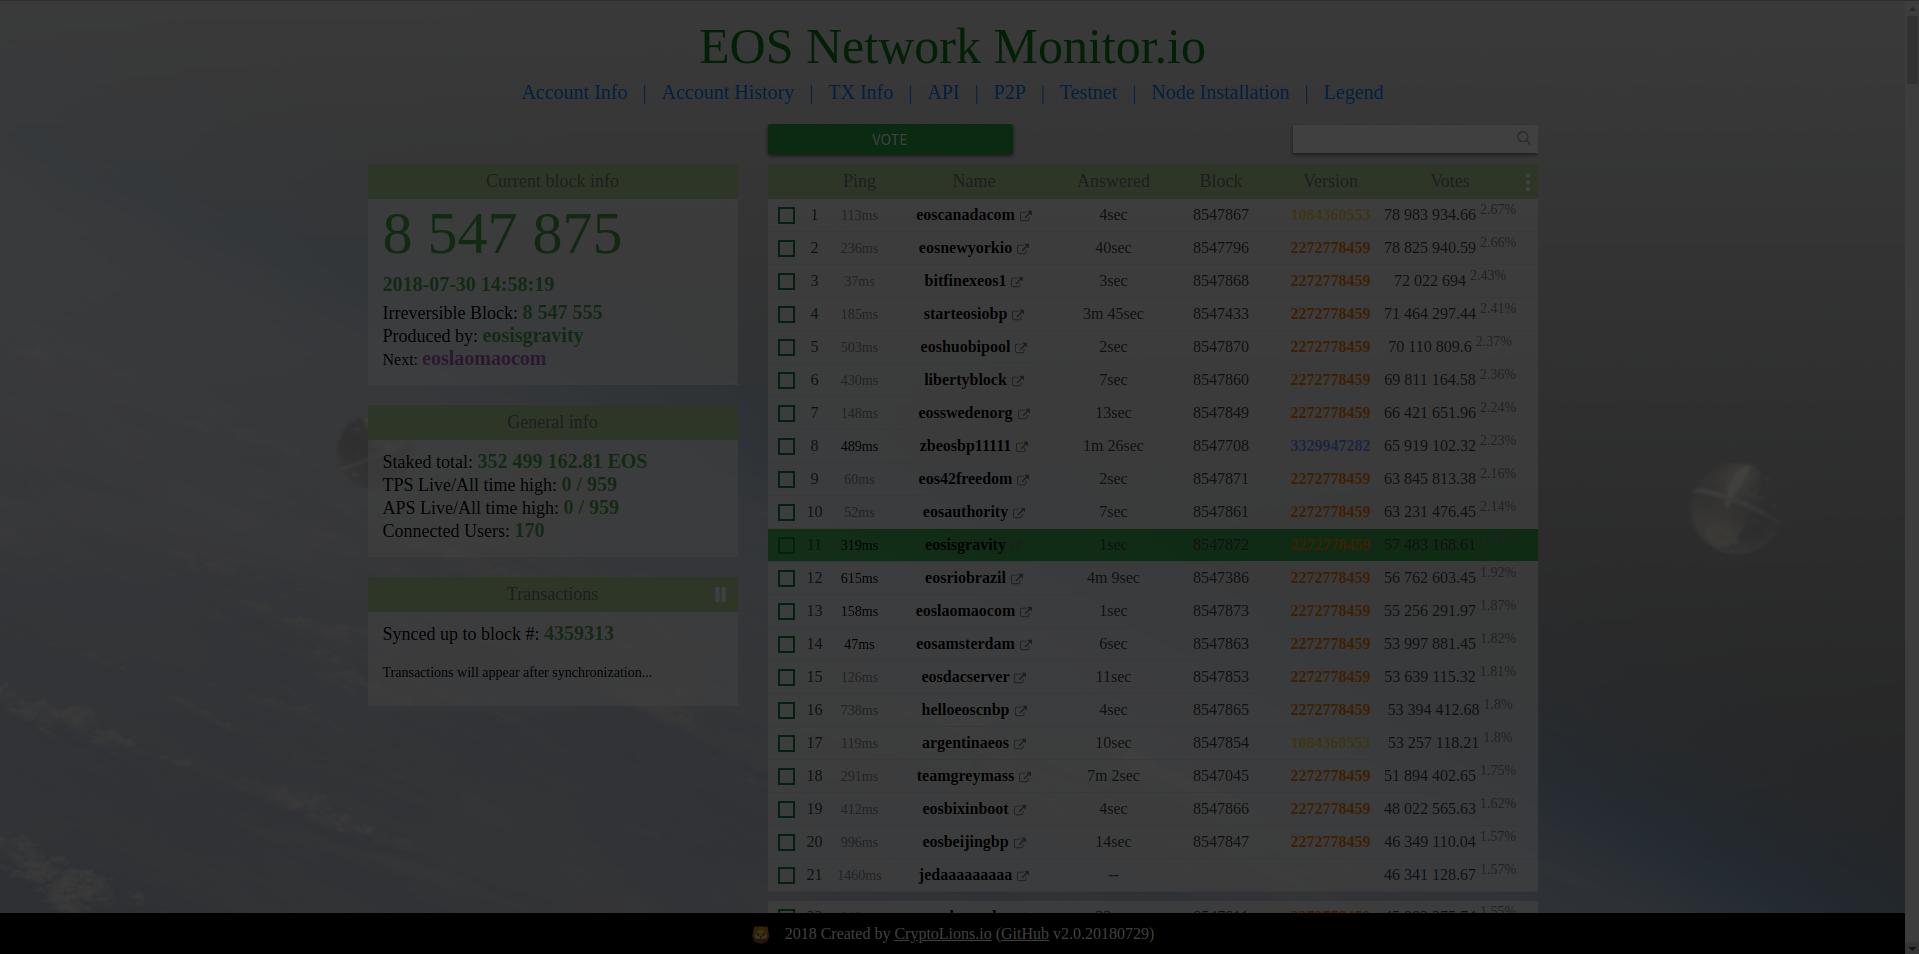 EOS Network Monitor.io
Account Info | Account History | TX Info | API | P2P | Testnet | Node Installation | Legend
VOTE
Current block info
8 547 875
2018-07-30 14:58:19
Irreversible Block: 8 547 555
Produced by: eosisgravity
Next: eoslaomaocom
General info
Staked total: 352 499 162.81 EOS
TPS Live/All time high: 0 / 959
APS Live/All time high: 0 / 959
Connected Users: 170
Transactions
Synced up to block #: 4359313
Transactions will appear after synchronization...
Ping Name Answered Block Version Votes
1 113ms eoscanadacom 4sec 8547867 1084360553 78 983 934.66 2.67%
2 236ms eosnewyorkio 40sec 8547796 2272778459 78 825 940.59 2.66%
3 37ms bitfinexeos1 3sec 8547868 2272778459 72 022 694 2.43%
4 185ms starteosiobp 3m 45sec 8547433 2272778459 71 464 297.44 2.41%
5 503ms eoshuobipool 2sec 8547870 2272778459 70 110 809.6 2.37%
6 430ms libertyblock 7sec 8547860 2272778459 69 811 164.58 2.36%
7 148ms eosswedenorg 13sec 8547849 2272778459 66 421 651.96 2.24%
8 489ms zbeosbp11111 1m 26sec 8547708 3329947282 65 919 102.32 2.23%
9 60ms eos42freedom 2sec 8547871 2272778459 63 845 813.38 2.16%
10 52ms eosauthority 7sec 8547861 2272778459 63 231 476.45 2.14%
11 319ms eosisgravity 1sec 8547872 2272778459 57 483 168.61
12 615ms eosriobrazil 4m 9sec 8547386 2272778459 56 762 603.45 1.92%
13 158ms eoslaomaocom 1sec 8547873 2272778459 55 256 291.97 1.87%
14 47ms eosamsterdam 6sec 8547863 2272778459 53 997 881.45 1.82%
15 126ms eosdacserver 11sec 8547853 2272778459 53 639 115.32 1.81%
16 738ms helloeoscnbp 4sec 8547865 2272778459 53 394 412.68 1.8%
17 119ms argentinaeos 10sec 8547854 1084360553 53 257 118.21 1.8%
18 291ms teamgreymass 7m 2sec 8547045 2272778459 51 894 402.65 1.75%
19 412ms eosbixinboot 4sec 8547866 2272778459 48 022 565.63 1.62%
20 996ms eosbeijingbp 14sec 8547847 2272778459 46 349 110.04 1.57%
21 1460ms jedaaaaaaaaa -- 46 341 128.67 1.57%
1.55%
2018 Created by CryptoLions.io (GitHub v2.0.20180729)